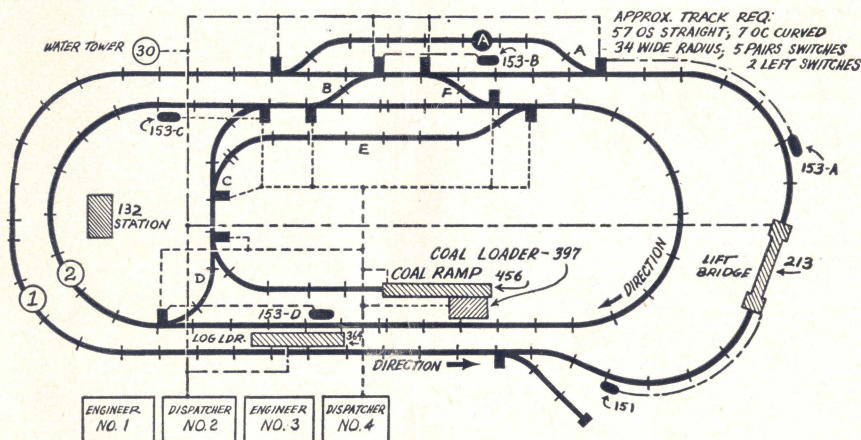 APPROX. TRACK REQ:
57 OS STRAIGHT, 7 OC CURVED
34 WIDE RADIUS, 5 PAIRS SWITCHES
2 LEFT SWITCHES
WATER TOWER 30
A
A
153-B
B
F
153-C
E
153-A
C
132
STATION
COAL LOADER-397
COAL RAMP 456
LIFT
BRIDGE
213
DIRECTION
D
2
1
153-D
LOG LDR. 364
DIRECTION
151
ENGINEER
NO. 1
DISPATCHER
NO. 2
ENGINEER
NO. 3
DISPATCHER
NO. 4